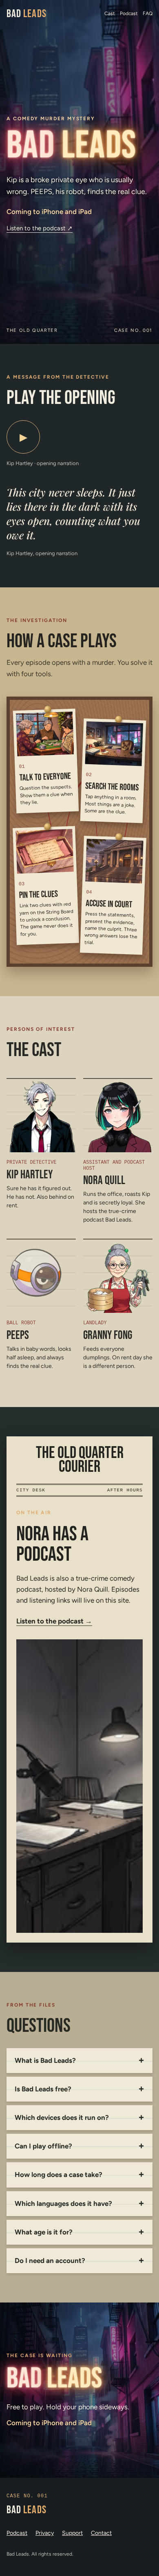 BAD LEADS
Cast Podcast FAQ
A COMEDY MURDER MYSTERY
BAD LEADS
Kip is a broke private eye who is usually
wrong. PEEPS, his robot, finds the real clue.
Coming to iPhone and iPad
Listen to the podcast ↗
THE OLD QUARTER
CASE NO. 001
A MESSAGE FROM THE DETECTIVE
PLAY THE OPENING
Kip Hartley · opening narration
This city never sleeps. It just
lies there in the dark with its
eyes open, counting what you
owe it.
Kip Hartley, opening narration
THE INVESTIGATION
HOW A CASE PLAYS
Every episode opens with a murder. You solve it
with four tools.
01
TALK TO EVERYONE
Question the suspects.
Show them a clue when
they lie.
02
SEARCH THE ROOMS
Tap anything in a room.
Most things are a joke.
Some are the clue.
03
PIN THE CLUES
Link two clues with red
yarn on the String Board
to unlock a conclusion.
The game never does it
for you.
04
ACCUSE IN COURT
Press the statements,
present the evidence,
name the culprit. Three
wrong answers lose the
trial.
PERSONS OF INTEREST
THE CAST
PRIVATE DETECTIVE
KIP HARTLEY
Sure he has it figured out.
He has not. Also behind on
rent.
ASSISTANT AND PODCAST
HOST
NORA QUILL
Runs the office, roasts Kip
and is secretly loyal. She
hosts the true-crime
podcast Bad Leads.
BALL ROBOT
PEEPS
Talks in baby words, looks
half asleep, and always
finds the real clue.
LANDLADY
GRANNY FONG
Feeds everyone
dumplings. On rent day she
is a different person.
THE OLD QUARTER
COURIER
CITY DESK
AFTER HOURS
ON THE AIR
NORA HAS A
PODCAST
Bad Leads is also a true-crime comedy
podcast, hosted by Nora Quill. Episodes
and listening links will live on this site.
Listen to the podcast →
FROM THE FILES
QUESTIONS
What is Bad Leads? +
Is Bad Leads free? +
Which devices does it run on? +
Can I play offline? +
How long does a case take? +
Which languages does it have? +
What age is it for? +
Do I need an account? +
THE CASE IS WAITING
BAD LEADS
Free to play. Hold your phone sideways.
Coming to iPhone and iPad
CASE NO. 001
BAD LEADS
Podcast Privacy Support Contact
Bad Leads. All rights reserved.